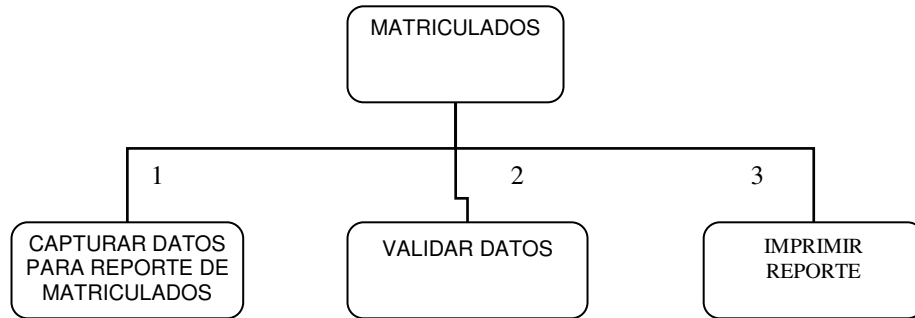 MATRICULADOS
1
2
3
CAPTURAR DATOS
PARA REPORTE DE
MATRICULADOS
VALIDAR DATOS
IMPRIMIR
REPORTE